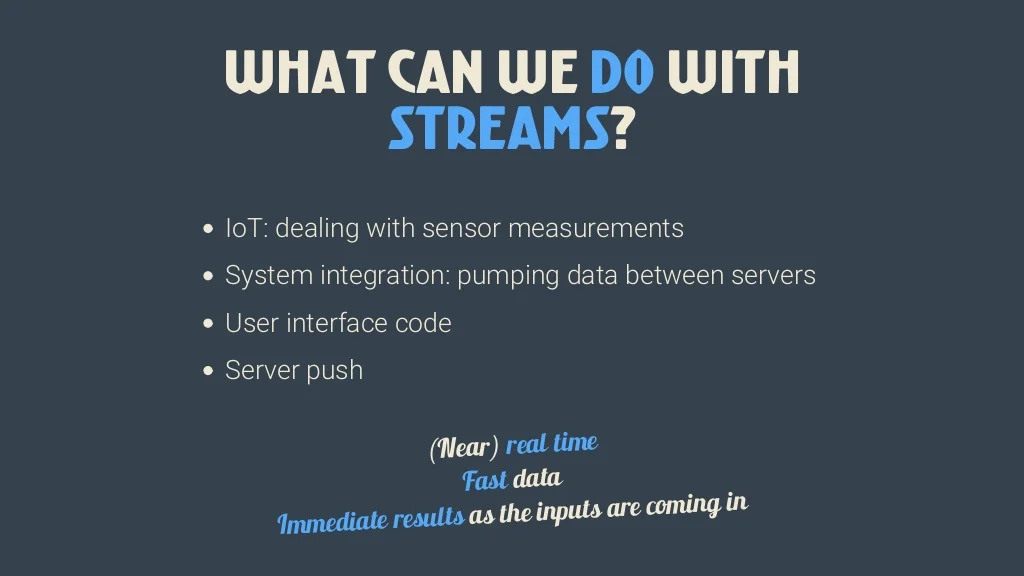 WHAT CAN WE DO WITH
STREAMS?
• IoT: dealing with sensor measurements
• System integration: pumping data between servers
• User interface code
• Server push
(Near) real time
Fast data
Immediate results as the inputs are coming in